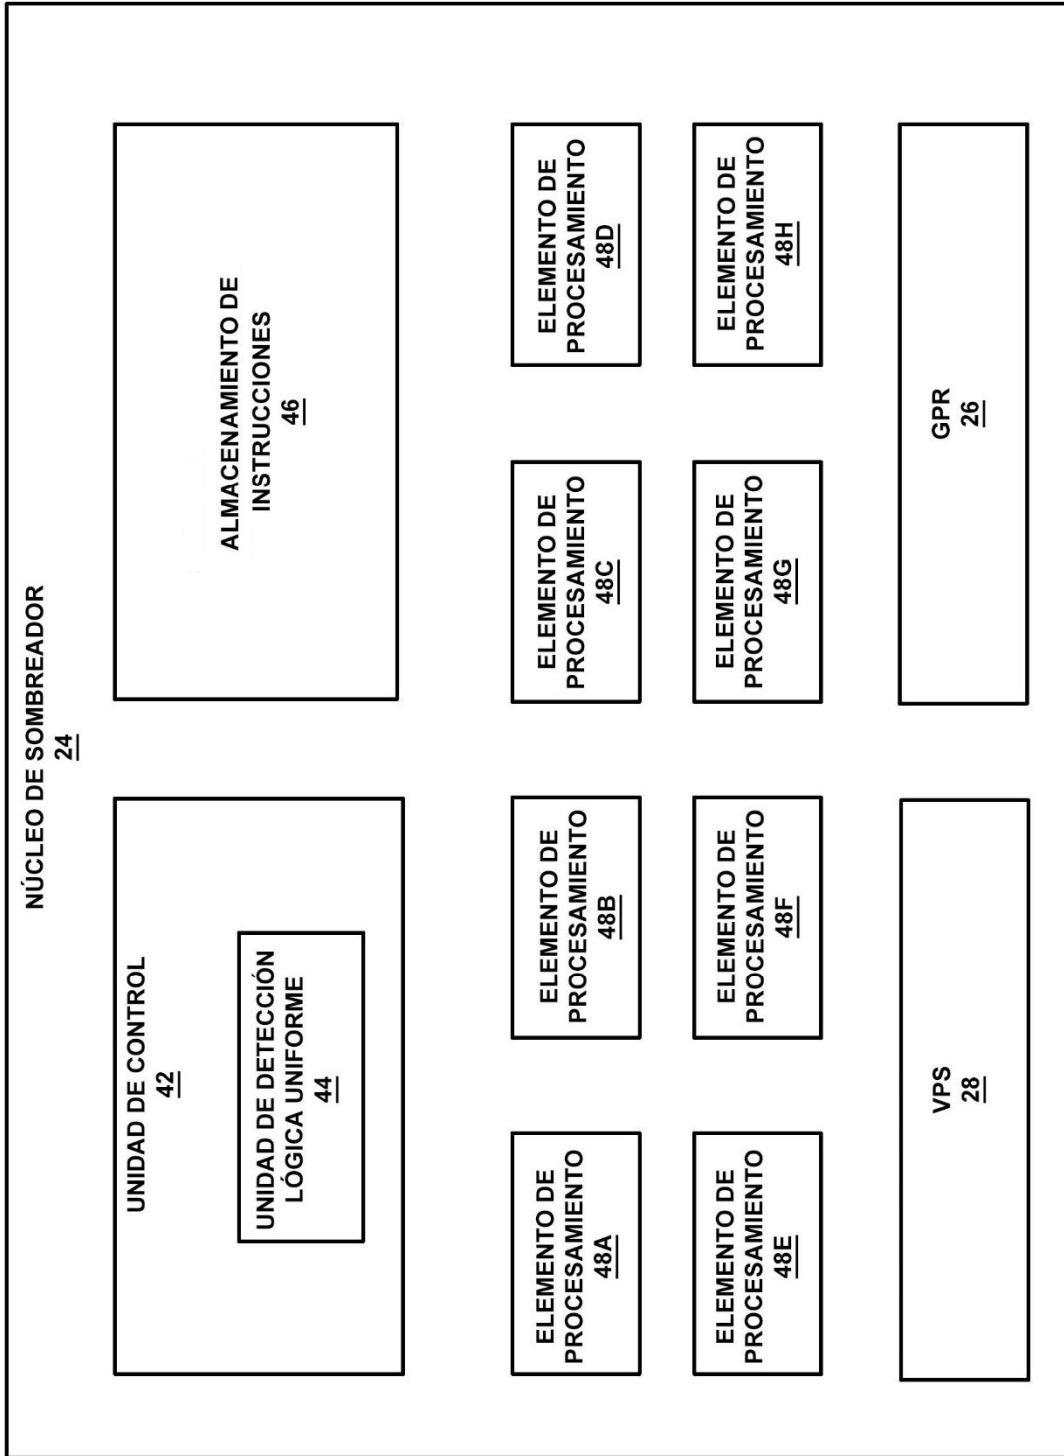 NÚCLEO DE SOMBREADOR
24
UNIDAD DE CONTROL
42
UNIDAD DE DETECCIÓN
LÓGICA UNIFORME
44
ALMACENAMIENTO DE
INSTRUCCIONES
46
ELEMENTO DE
PROCESAMIENTO
48A
ELEMENTO DE
PROCESAMIENTO
48B
ELEMENTO DE
PROCESAMIENTO
48C
ELEMENTO DE
PROCESAMIENTO
48D
ELEMENTO DE
PROCESAMIENTO
48E
ELEMENTO DE
PROCESAMIENTO
48F
ELEMENTO DE
PROCESAMIENTO
48G
ELEMENTO DE
PROCESAMIENTO
48H
VPS
28
GPR
26